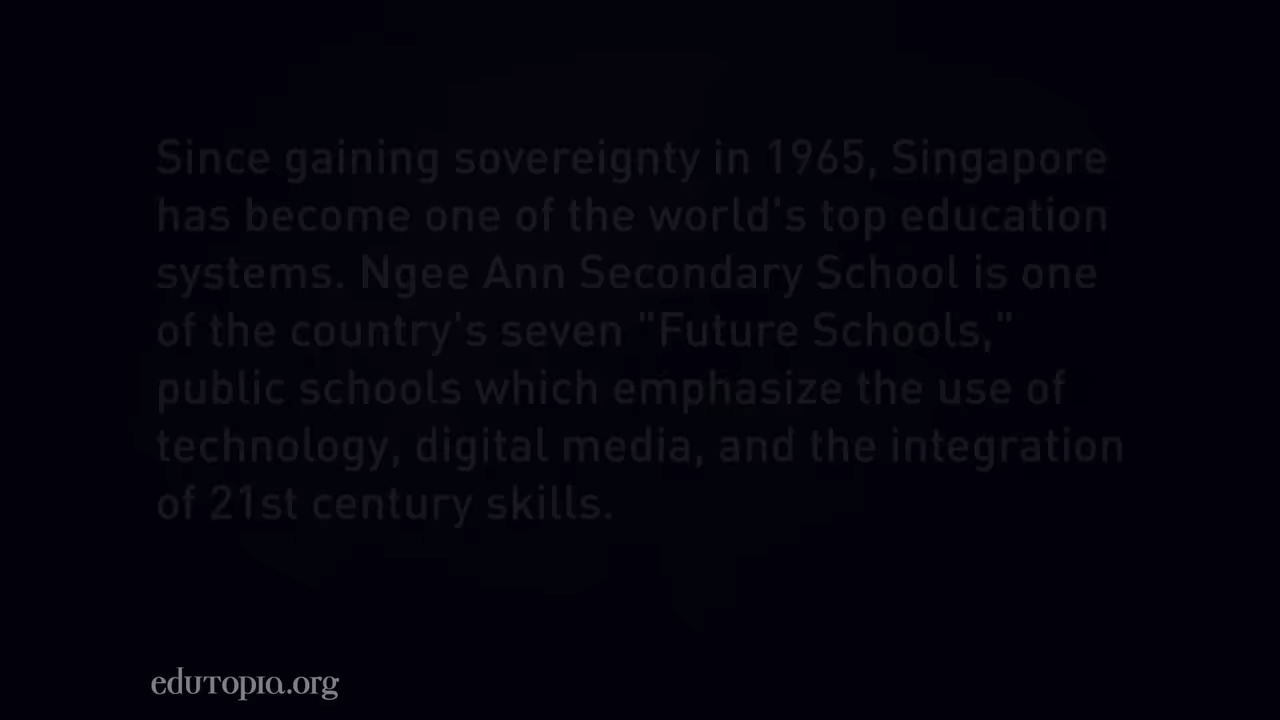 Since gaining sovereignty in 1965, Singapore
has become one of the world's top education
systems. Ngee Ann Secondary School is one
of the country's seven "Future Schools,"
public schools which emphasize the use of
technology, digital media, and the integration
of 21st century skills.
edutopia.org